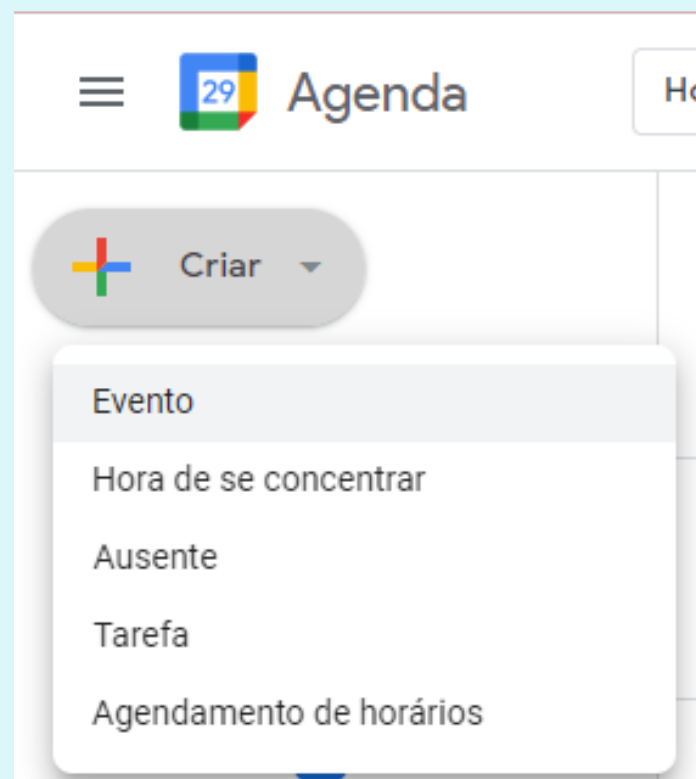 29 Agenda
Criar
Evento
Hora de se concentrar
Ausente
Tarefa
Agendamento de horários